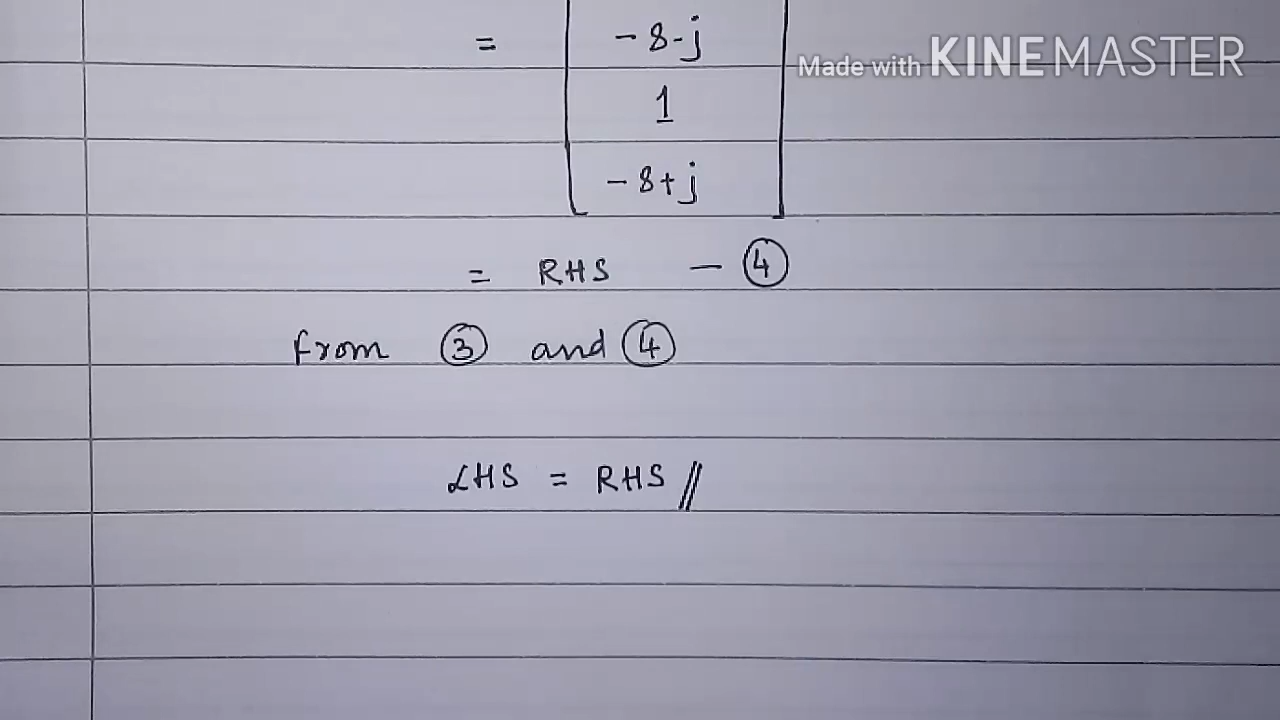 = -8-j
Made with KINEMASTER
1
-8+j
= RHS — ④
from ③ and ④
LHS = RHS //